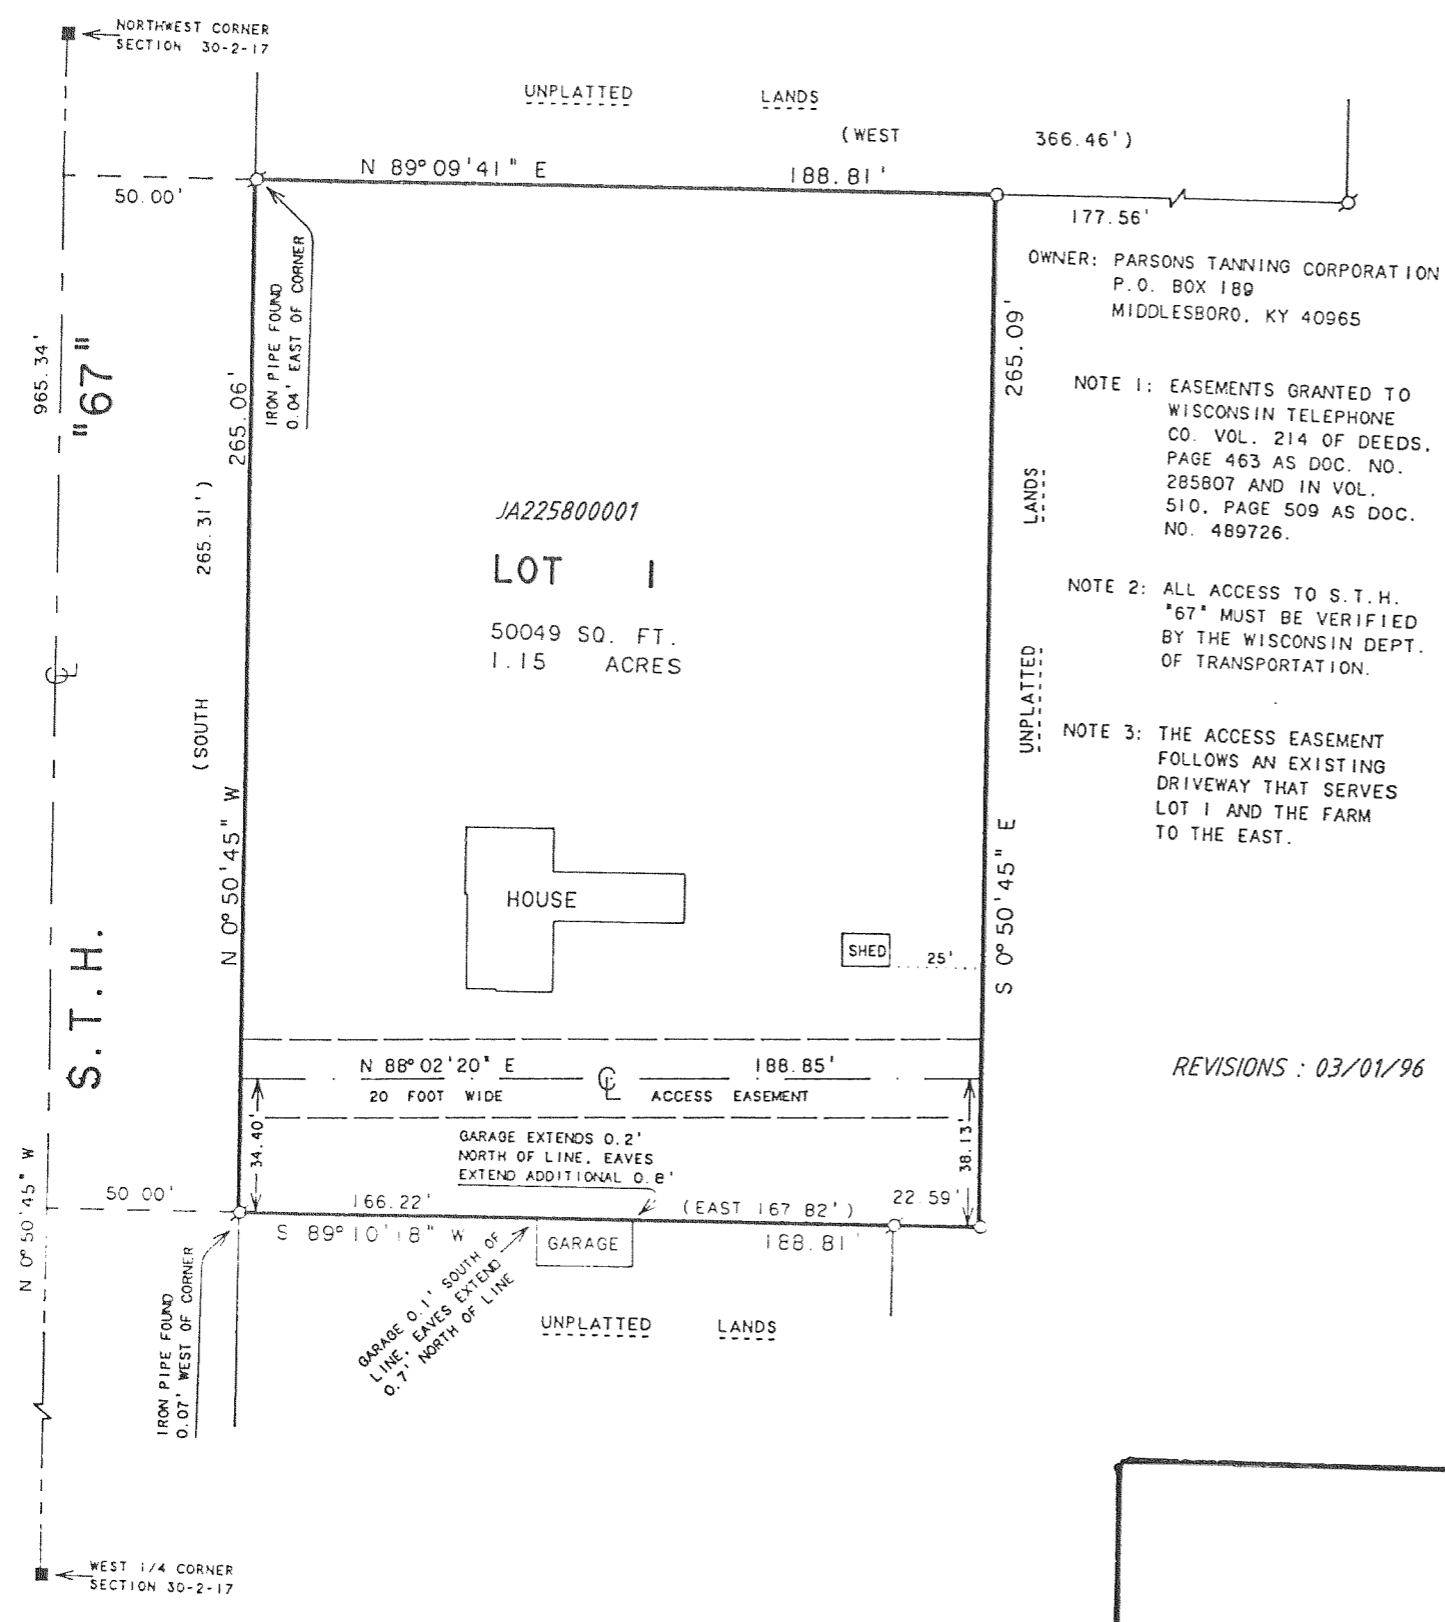 NORTHWEST CORNER
SECTION 30-2-17
UNPLATTED LANDS
(WEST 366.46')
N 89°09'41" E 188.81'
50.00'
177.56'
OWNER: PARSONS TANNING CORPORATION
P.O. BOX 189
MIDDLESBORO, KY 40965
IRON PIPE FOUND
0.04' EAST OF CORNER
965.34'
"67"
265.06'
265.09'
NOTE 1: EASEMENTS GRANTED TO
WISCONSIN TELEPHONE
CO. VOL. 214 OF DEEDS,
PAGE 463 AS DOC. NO.
285807 AND IN VOL.
510, PAGE 509 AS DOC.
NO. 489726.
(SOUTH 265.31')
JA225800001
LOT 1
50049 SQ. FT.
1.15 ACRES
UNPLATTED LANDS
NOTE 2: ALL ACCESS TO S.T.H.
"67" MUST BE VERIFIED
BY THE WISCONSIN DEPT.
OF TRANSPORTATION.
NOTE 3: THE ACCESS EASEMENT
FOLLOWS AN EXISTING
DRIVEWAY THAT SERVES
LOT 1 AND THE FARM
TO THE EAST.
CL
N 0°50'45" W
S 0°50'45" E
HOUSE
SHED
25'
S.T.H.
N 88°02'20" E 188.85'
CL
20 FOOT WIDE ACCESS EASEMENT
REVISIONS : 03/01/96
34.40'
38.13'
GARAGE EXTENDS 0.2'
NORTH OF LINE, EAVES
EXTEND ADDITIONAL 0.8'
N 0°50'45" W
50 00'
166.22'
(EAST 167 82')
22.59'
S 89°10'18" W
188.81'
GARAGE
GARAGE 0.1' SOUTH OF
LINE, EAVES EXTEND
0.7' NORTH OF LINE
IRON PIPE FOUND
0.07' WEST OF CORNER
UNPLATTED LANDS
WEST 1/4 CORNER
SECTION 30-2-17